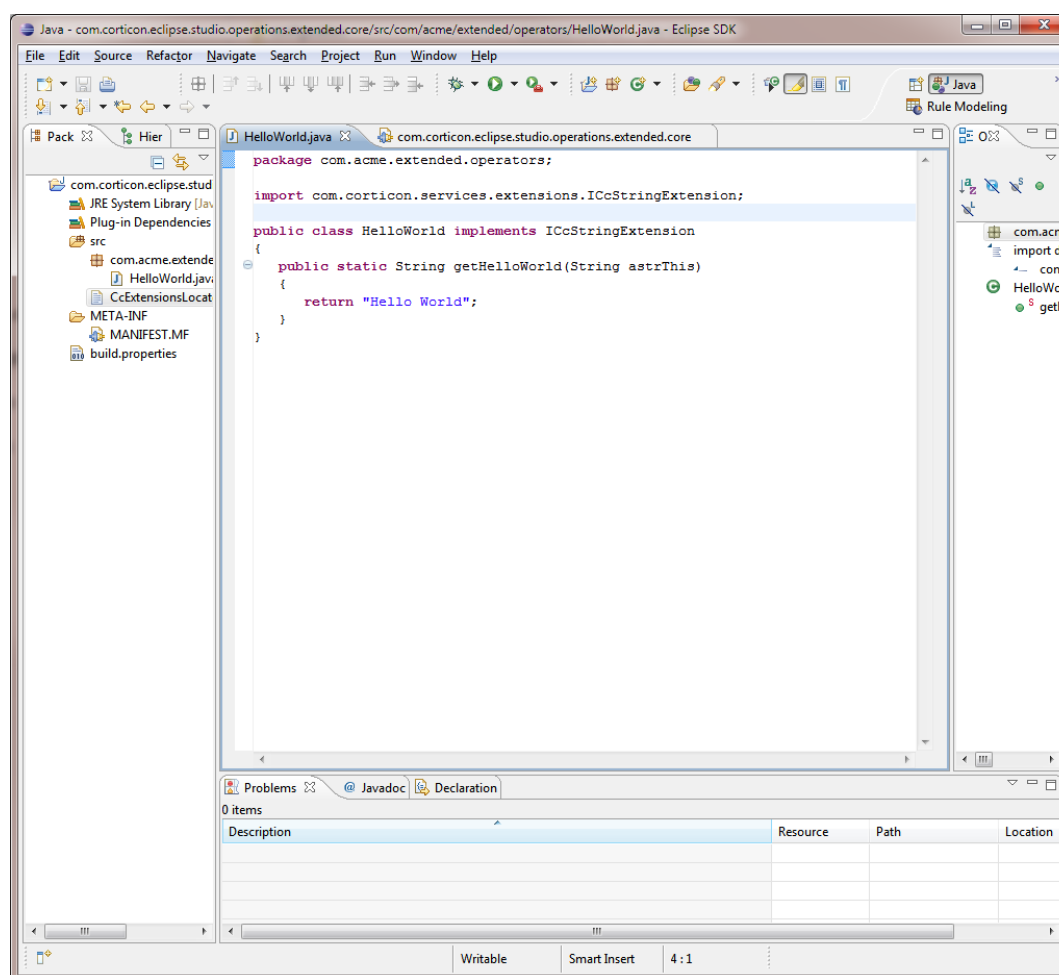 Java - com.corticon.eclipse.studio.operations.extended.core/src/com/acme/extended/operators/HelloWorld.java - Eclipse SDK
File Edit Source Refactor Navigate Search Project Run Window Help
Java
Rule Modeling
Pack
Hier
com.corticon.eclipse.stud
JRE System Library [Jav
Plug-in Dependencies
src
com.acme.extende
HelloWorld.java
CcExtensionsLocat
META-INF
MANIFEST.MF
build.properties
HelloWorld.java
com.corticon.eclipse.studio.operations.extended.core
package com.acme.extended.operators;
import com.corticon.services.extensions.ICcStringExtension;
public class HelloWorld implements ICcStringExtension
{
public static String getHelloWorld(String astrThis)
{
return "Hello World";
}
}
O
com.acm
import d
com
HelloWo
getH
Problems
Javadoc
Declaration
0 items
Description Resource Path Location
Writable Smart Insert 4 : 1